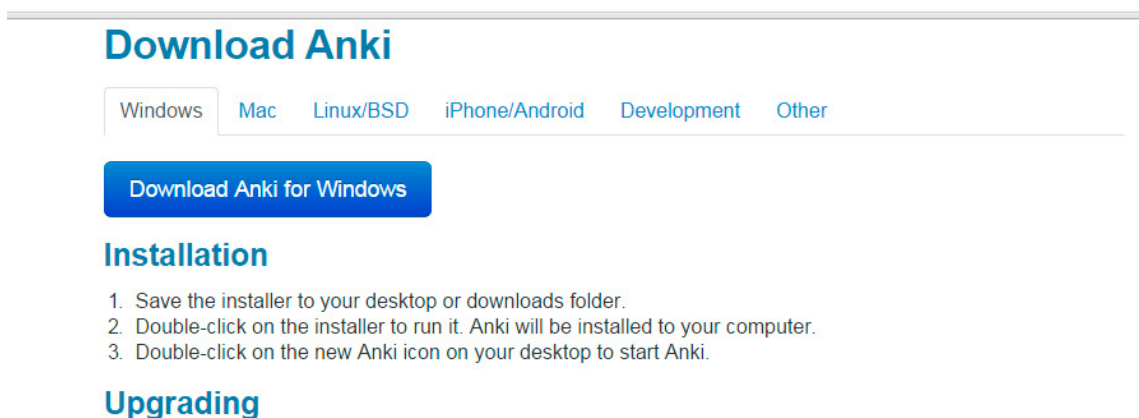 Download Anki
Windows Mac Linux/BSD iPhone/Android Development Other
Download Anki for Windows
Installation
1. Save the installer to your desktop or downloads folder.
2. Double-click on the installer to run it. Anki will be installed to your computer.
3. Double-click on the new Anki icon on your desktop to start Anki.
Upgrading